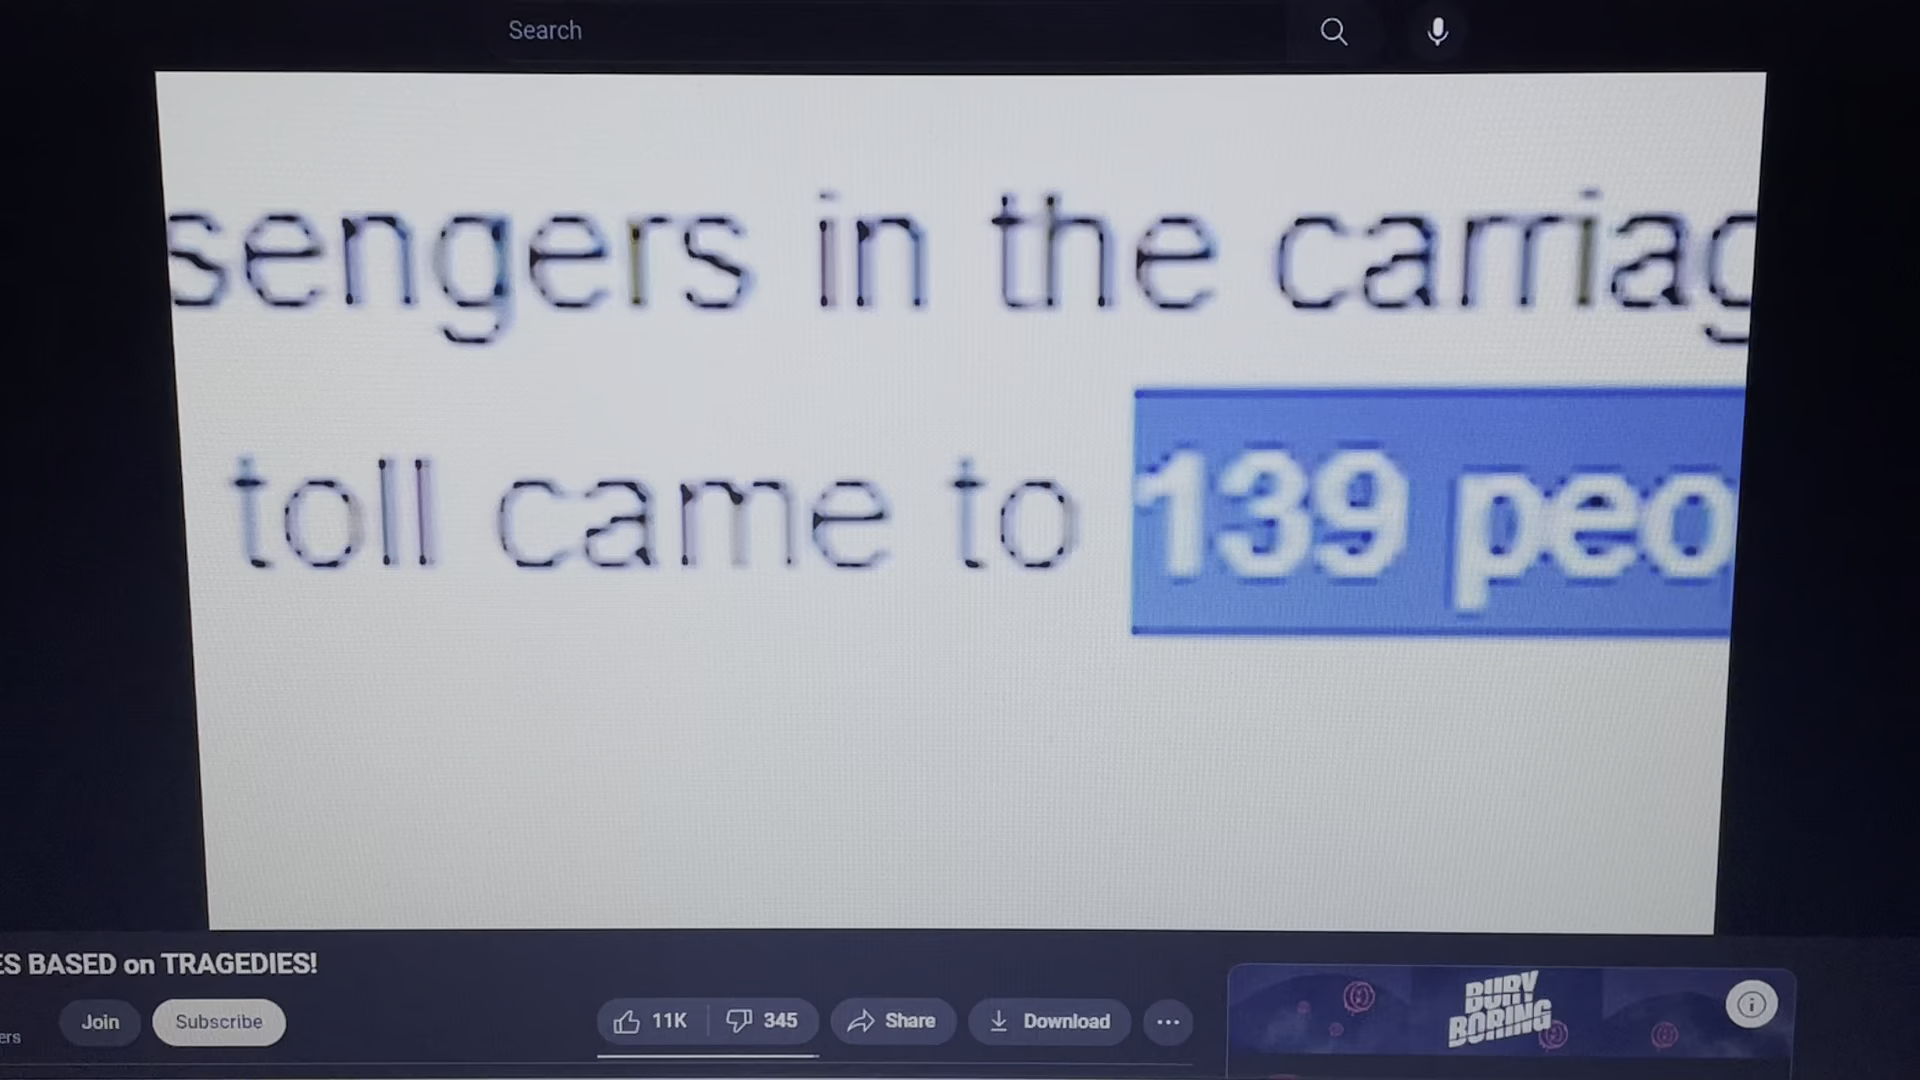 Search
sengers in the carriag
toll came to 139 peo
ES BASED on TRAGEDIES!
ers
Join
Subscribe
11K
345
Share
Download
BURY
BORING